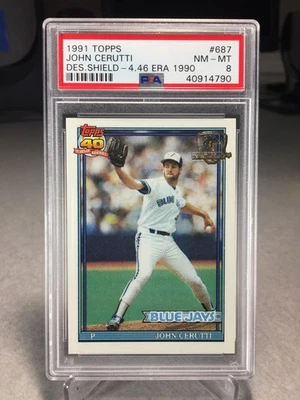 1991 TOPPS #687
JOHN CERUTTI NM - MT
DES.SHIELD-4.46 ERA 1990 8
PSA 40914790
Topps
40
BLUE JAYS
P JOHN CERUTTI